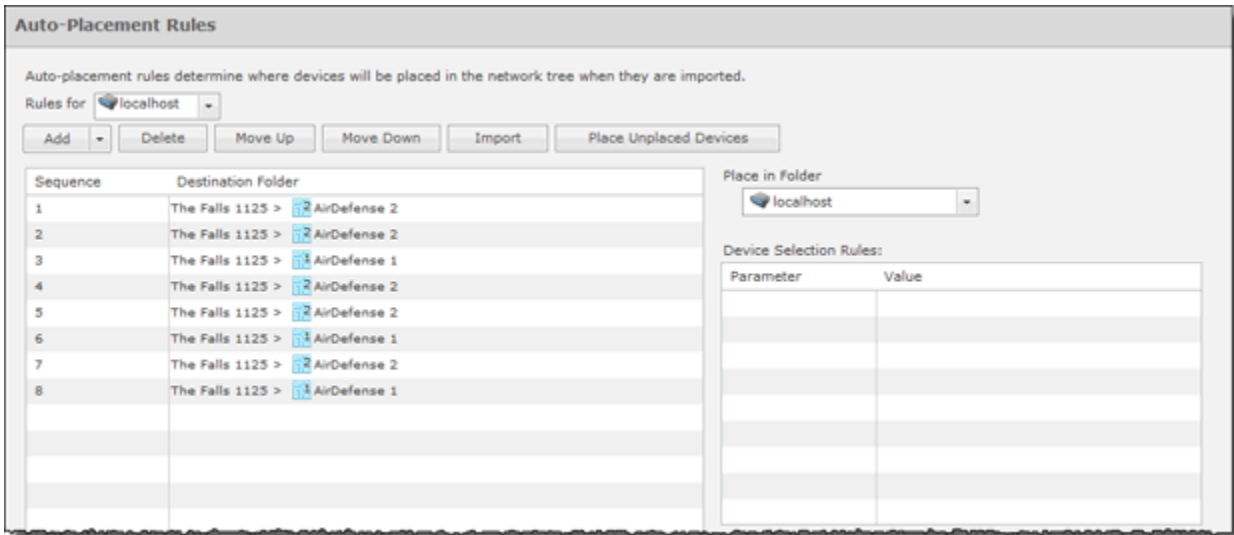 Auto-Placement Rules
Auto-placement rules determine where devices will be placed in the network tree when they are imported.
Rules for localhost
Add Delete Move Up Move Down Import Place Unplaced Devices
Sequence Destination Folder
1 The Falls 1125 > AirDefense 2
2 The Falls 1125 > AirDefense 2
3 The Falls 1125 > AirDefense 1
4 The Falls 1125 > AirDefense 2
5 The Falls 1125 > AirDefense 2
6 The Falls 1125 > AirDefense 1
7 The Falls 1125 > AirDefense 2
8 The Falls 1125 > AirDefense 1
Place in Folder
localhost
Device Selection Rules:
Parameter Value